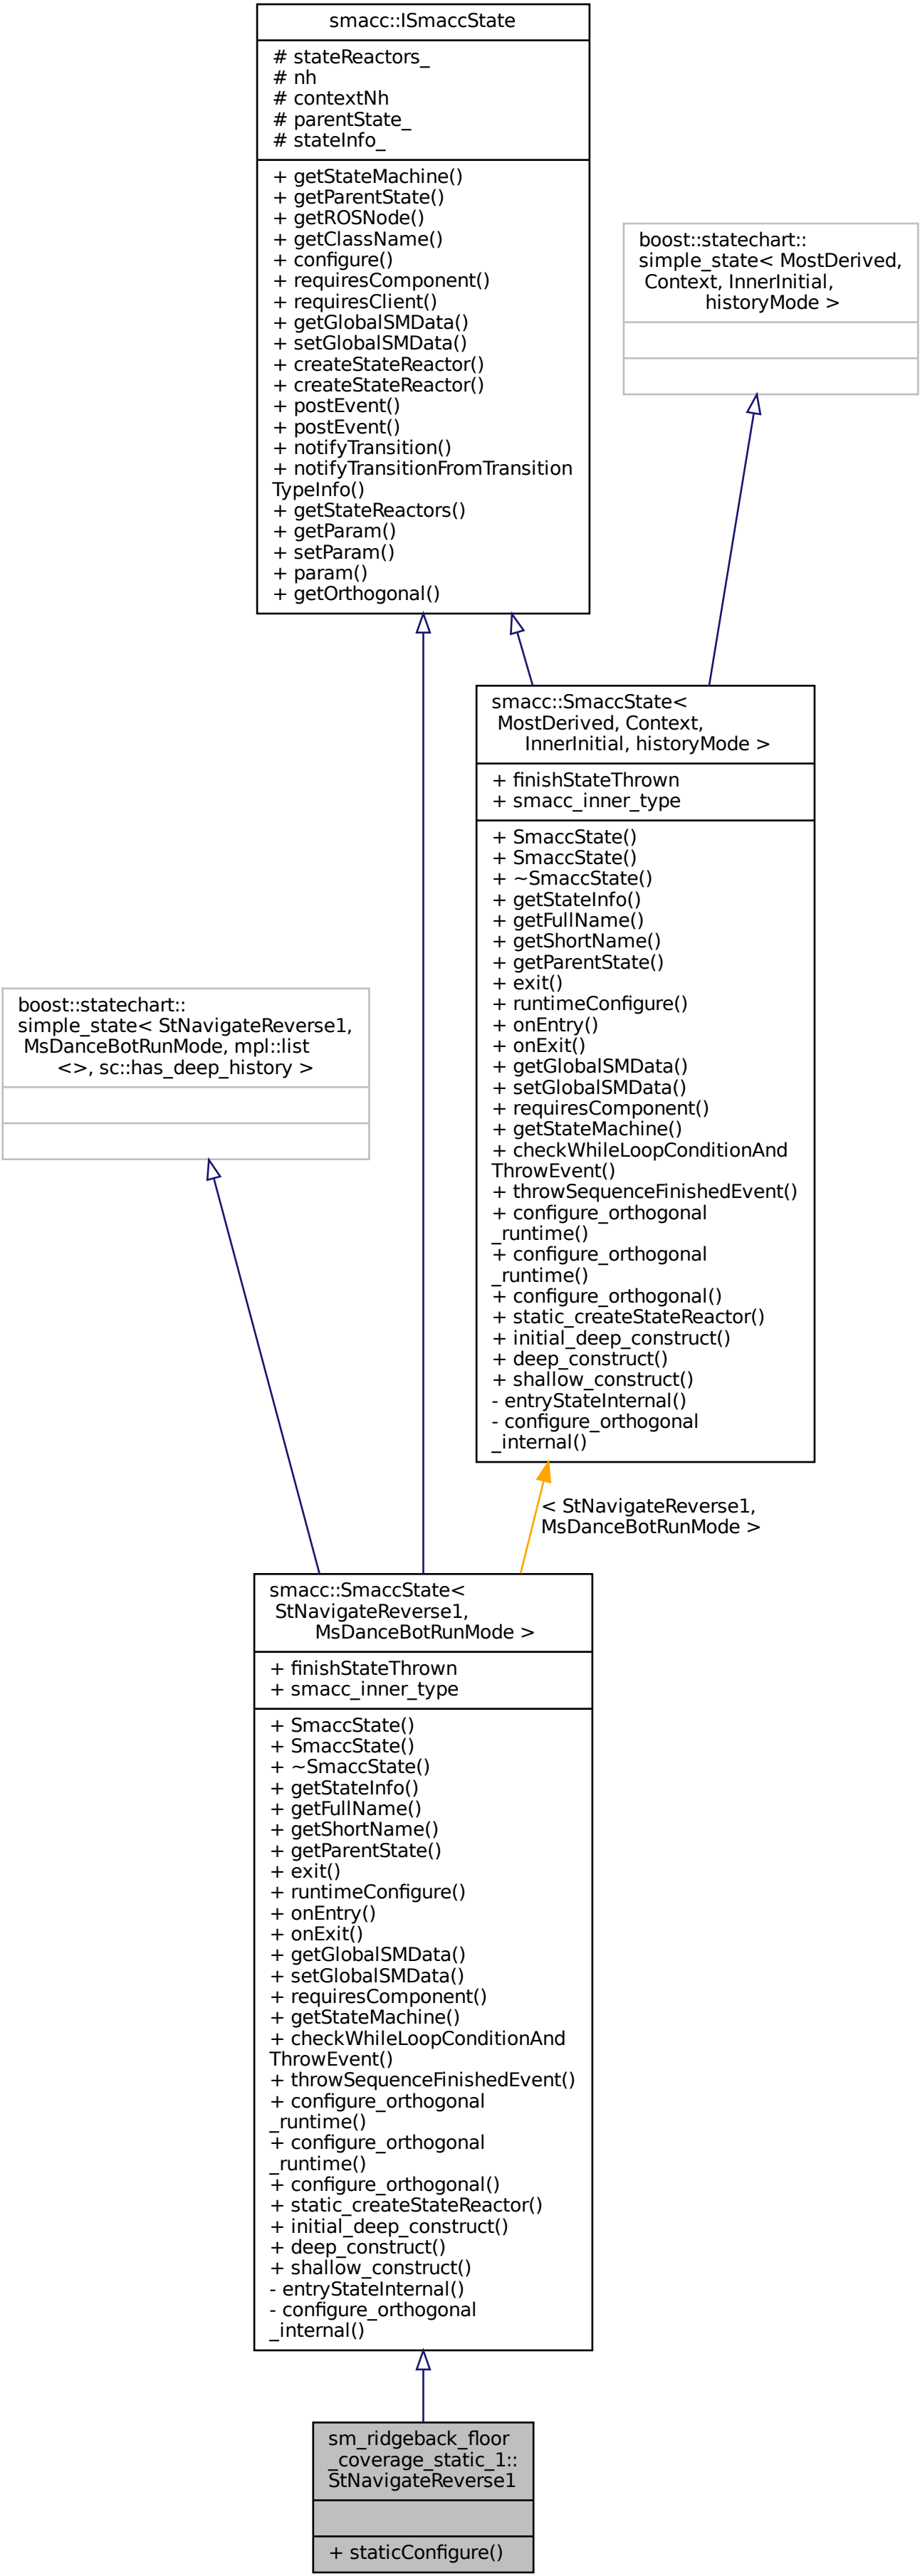 smacc::ISmaccState
# stateReactors_
# nh
# contextNh
# parentState_
# stateInfo_
+ getStateMachine()
+ getParentState()
+ getROSNode()
+ getClassName()
+ configure()
+ requiresComponent()
+ requiresClient()
+ getGlobalSMData()
+ setGlobalSMData()
+ createStateReactor()
+ createStateReactor()
+ postEvent()
+ postEvent()
+ notifyTransition()
+ notifyTransitionFromTransition
TypeInfo()
+ getStateReactors()
+ getParam()
+ setParam()
+ param()
+ getOrthogonal()
boost::statechart::
simple_state< MostDerived,
Context, InnerInitial,
historyMode >
smacc::SmaccState<
MostDerived, Context,
InnerInitial, historyMode >
+ finishStateThrown
+ smacc_inner_type
+ SmaccState()
+ SmaccState()
+ ~SmaccState()
+ getStateInfo()
+ getFullName()
+ getShortName()
+ getParentState()
+ exit()
+ runtimeConfigure()
+ onEntry()
+ onExit()
+ getGlobalSMData()
+ setGlobalSMData()
+ requiresComponent()
+ getStateMachine()
+ checkWhileLoopConditionAnd
ThrowEvent()
+ throwSequenceFinishedEvent()
+ configure_orthogonal
_runtime()
+ configure_orthogonal
_runtime()
+ configure_orthogonal()
+ static_createStateReactor()
+ initial_deep_construct()
+ deep_construct()
+ shallow_construct()
- entryStateInternal()
- configure_orthogonal
_internal()
boost::statechart::
simple_state< StNavigateReverse1,
MsDanceBotRunMode, mpl::list
<>, sc::has_deep_history >
< StNavigateReverse1,
MsDanceBotRunMode >
smacc::SmaccState<
StNavigateReverse1,
MsDanceBotRunMode >
+ finishStateThrown
+ smacc_inner_type
+ SmaccState()
+ SmaccState()
+ ~SmaccState()
+ getStateInfo()
+ getFullName()
+ getShortName()
+ getParentState()
+ exit()
+ runtimeConfigure()
+ onEntry()
+ onExit()
+ getGlobalSMData()
+ setGlobalSMData()
+ requiresComponent()
+ getStateMachine()
+ checkWhileLoopConditionAnd
ThrowEvent()
+ throwSequenceFinishedEvent()
+ configure_orthogonal
_runtime()
+ configure_orthogonal
_runtime()
+ configure_orthogonal()
+ static_createStateReactor()
+ initial_deep_construct()
+ deep_construct()
+ shallow_construct()
- entryStateInternal()
- configure_orthogonal
_internal()
sm_ridgeback_floor
_coverage_static_1::
StNavigateReverse1
+ staticConfigure()